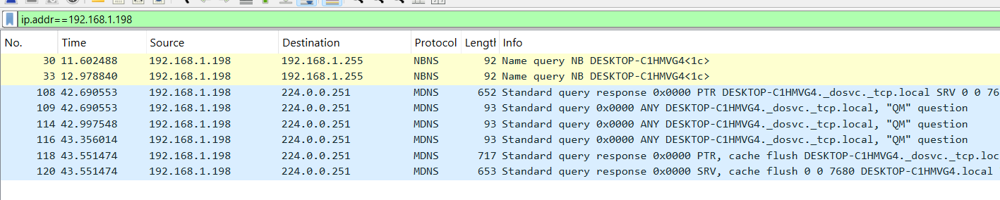 ip.addr==192.168.1.198
No. Time Source Destination Protocol Length Info
30 11.602488 192.168.1.198 192.168.1.255 NBNS 92 Name query NB DESKTOP-C1HMVG4<1c>
33 12.978840 192.168.1.198 192.168.1.255 NBNS 92 Name query NB DESKTOP-C1HMVG4<1c>
108 42.690553 192.168.1.198 224.0.0.251 MDNS 652 Standard query response 0x0000 PTR DESKTOP-C1HMVG4._dosvc._tcp.local SRV 0 0 76
109 42.690553 192.168.1.198 224.0.0.251 MDNS 93 Standard query 0x0000 ANY DESKTOP-C1HMVG4._dosvc._tcp.local, "QM" question
114 42.997548 192.168.1.198 224.0.0.251 MDNS 93 Standard query 0x0000 ANY DESKTOP-C1HMVG4._dosvc._tcp.local, "QM" question
116 43.356014 192.168.1.198 224.0.0.251 MDNS 93 Standard query 0x0000 ANY DESKTOP-C1HMVG4._dosvc._tcp.local, "QM" question
118 43.551474 192.168.1.198 224.0.0.251 MDNS 717 Standard query response 0x0000 PTR, cache flush DESKTOP-C1HMVG4._dosvc._tcp.loc
120 43.551474 192.168.1.198 224.0.0.251 MDNS 653 Standard query response 0x0000 SRV, cache flush 0 0 7680 DESKTOP-C1HMVG4.local